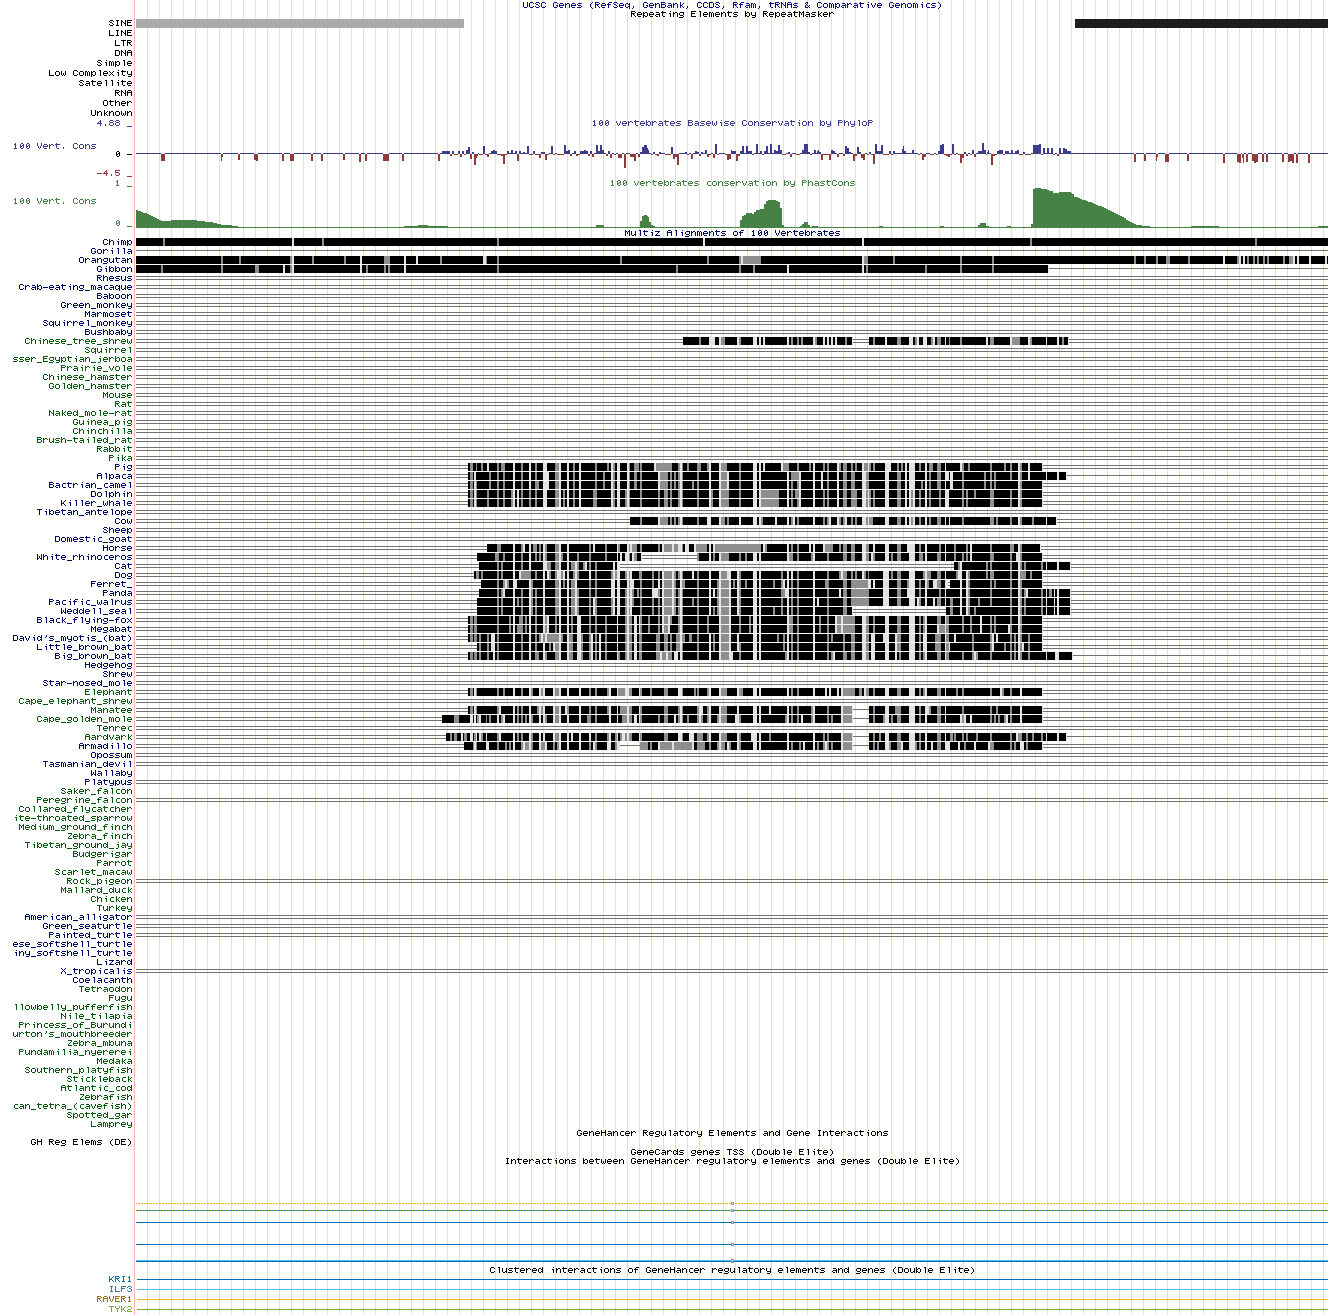 UCSC Genes (RefSeq, GenBank, CCDS, Rfam, tRNAs & Comparative Genomics)
Repeating Elements by RepeatMasker
SINE
LINE
LTR
DNA
Simple
Low Complexity
Satellite
RNA
Other
Unknown
100 vertebrates Basewise Conservation by PhyloP
4.88 _
100 Vert. Cons
0 -
-4.5 _
100 vertebrates conservation by PhastCons
1 _
100 Vert. Cons
0 _
Multiz Alignments of 100 Vertebrates
Chimp
Gorilla
Orangutan
Gibbon
Rhesus
Crab-eating_macaque
Baboon
Green_monkey
Marmoset
Squirrel_monkey
Bushbaby
Chinese_tree_shrew
Squirrel
sser_Egyptian_jerboa
Prairie_vole
Chinese_hamster
Golden_hamster
Mouse
Rat
Naked_mole-rat
Guinea_pig
Chinchilla
Brush-tailed_rat
Rabbit
Pika
Pig
Alpaca
Bactrian_camel
Dolphin
Killer_whale
Tibetan_antelope
Cow
Sheep
Domestic_goat
Horse
White_rhinoceros
Cat
Dog
Ferret_
Panda
Pacific_walrus
Weddell_seal
Black_flying-fox
Megabat
David's_myotis_(bat)
Little_brown_bat
Big_brown_bat
Hedgehog
Shrew
Star-nosed_mole
Elephant
Cape_elephant_shrew
Manatee
Cape_golden_mole
Tenrec
Aardvark
Armadillo
Opossum
Tasmanian_devil
Wallaby
Platypus
Saker_falcon
Peregrine_falcon
Collared_flycatcher
ite-throated_sparrow
Medium_ground_finch
Zebra_finch
Tibetan_ground_jay
Budgerigar
Parrot
Scarlet_macaw
Rock_pigeon
Mallard_duck
Chicken
Turkey
American_alligator
Green_seaturtle
Painted_turtle
ese_softshell_turtle
iny_softshell_turtle
Lizard
X_tropicalis
Coelacanth
Tetraodon
Fugu
llowbelly_pufferfish
Nile_tilapia
Princess_of_Burundi
urton's_mouthbreeder
Zebra_mbuna
Pundamilia_nyererei
Medaka
Southern_platyfish
Stickleback
Atlantic_cod
Zebrafish
can_tetra_(cavefish)
Spotted_gar
Lamprey
GeneHancer Regulatory Elements and Gene Interactions
GH Reg Elems (DE)
GeneCards genes TSS (Double Elite)
Interactions between GeneHancer regulatory elements and genes (Double Elite)
Clustered interactions of GeneHancer regulatory elements and genes (Double Elite)
KRI1
ILF3
RAVER1
TYK2